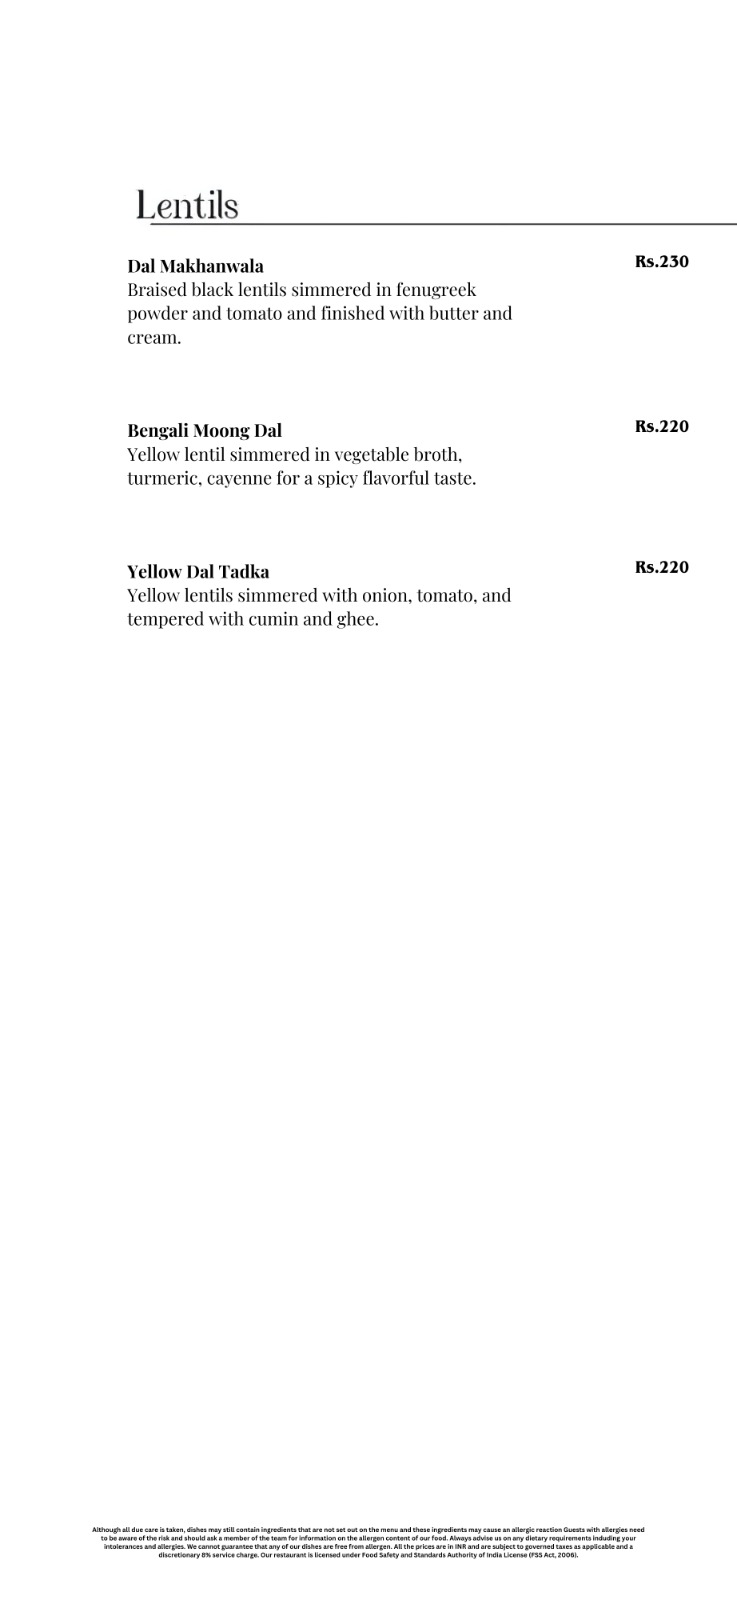 Lentils
Dal Makhanwala Rs.230
Braised black lentils simmered in fenugreek
powder and tomato and finished with butter and
cream.
Bengali Moong Dal Rs.220
Yellow lentil simmered in vegetable broth,
turmeric, cayenne for a spicy flavorful taste.
Yellow Dal Tadka Rs.220
Yellow lentils simmered with onion, tomato, and
tempered with cumin and ghee.
Although all due care is taken, dishes may still contain ingredients that are not set out on the menu and these ingredients may cause an allergic reaction Guests with allergies need
to be aware of the risk and should ask a member of the team for information on the allergen content of our food. Always advise us on any dietary requirements including your
intolerances and allergies. We cannot guarantee that any of our dishes are free from allergen. All the prices are in INR and are subject to governed taxes as applicable and a
discretionary 8% service charge. Our restaurant is licensed under Food Safety and Standards Authority of India License (FSS Act, 2006).